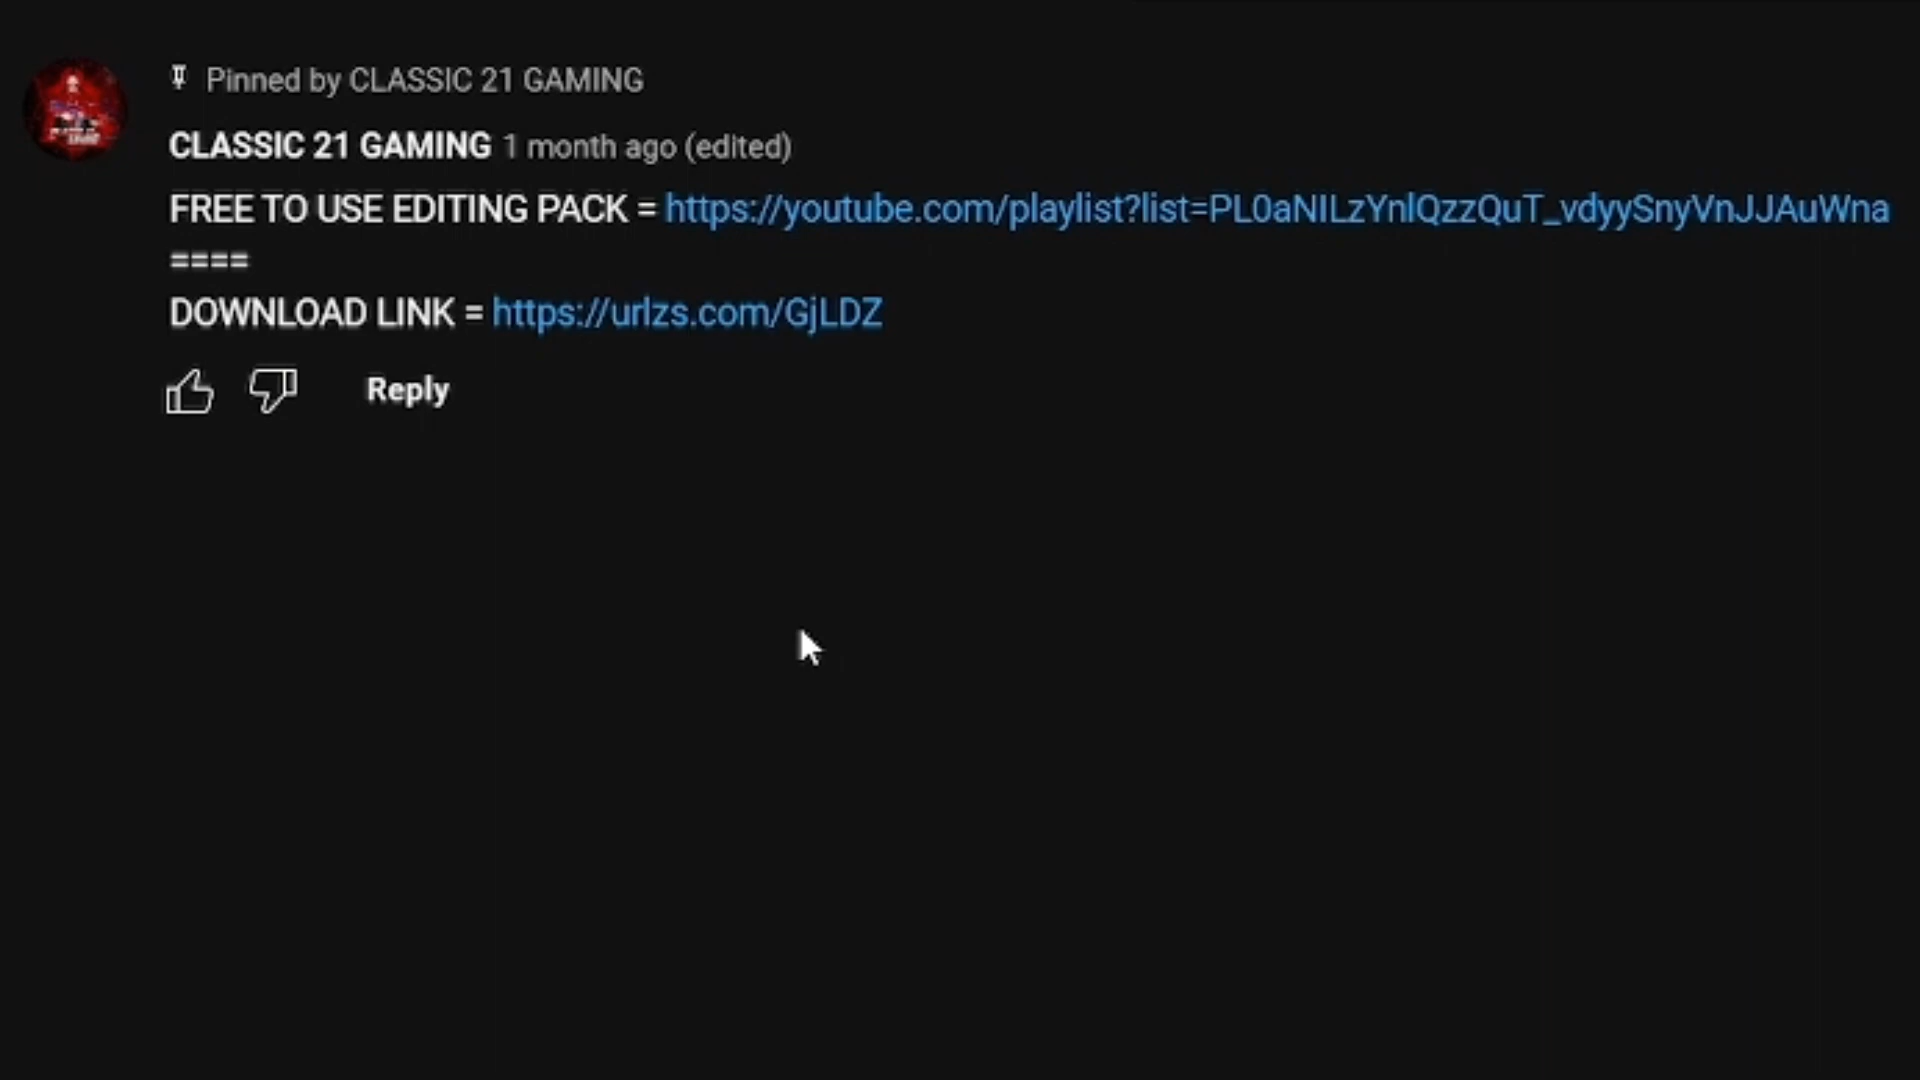 Pinned by CLASSIC 21 GAMING
CLASSIC 21 GAMING 1 month ago (edited)
FREE TO USE EDITING PACK = https://youtube.com/playlist?list=PL0aNILzYnlQzzQuT_vdyySnyVnJJAuWna
====
DOWNLOAD LINK = https://urlzs.com/GjLDZ
Reply